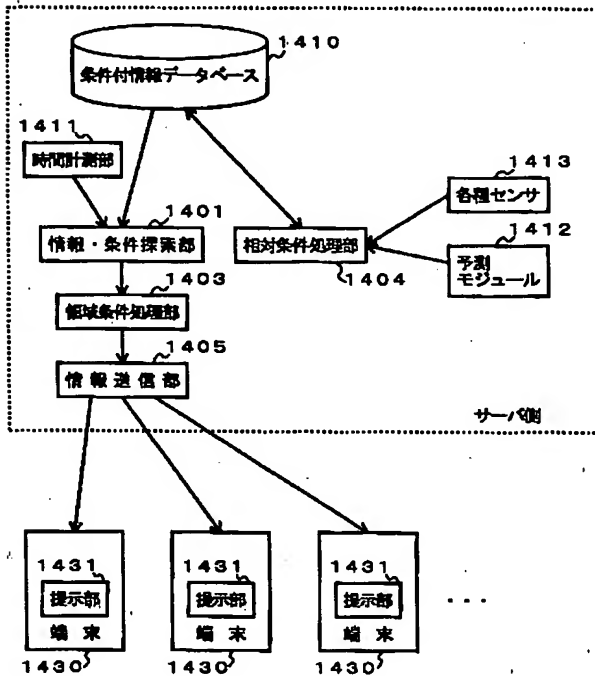 1410
条件付情報データベース
1411
時間計測部
1413
各種センサ
1401
情報・条件探索部
相対条件処理部
1404
1412
予測
モジュール
1403
領域条件処理部
1405
情報送信部
サーバ側
1431
提示部
端末
1430
1431
提示部
端末
1430
1431
提示部
端末
1430
...